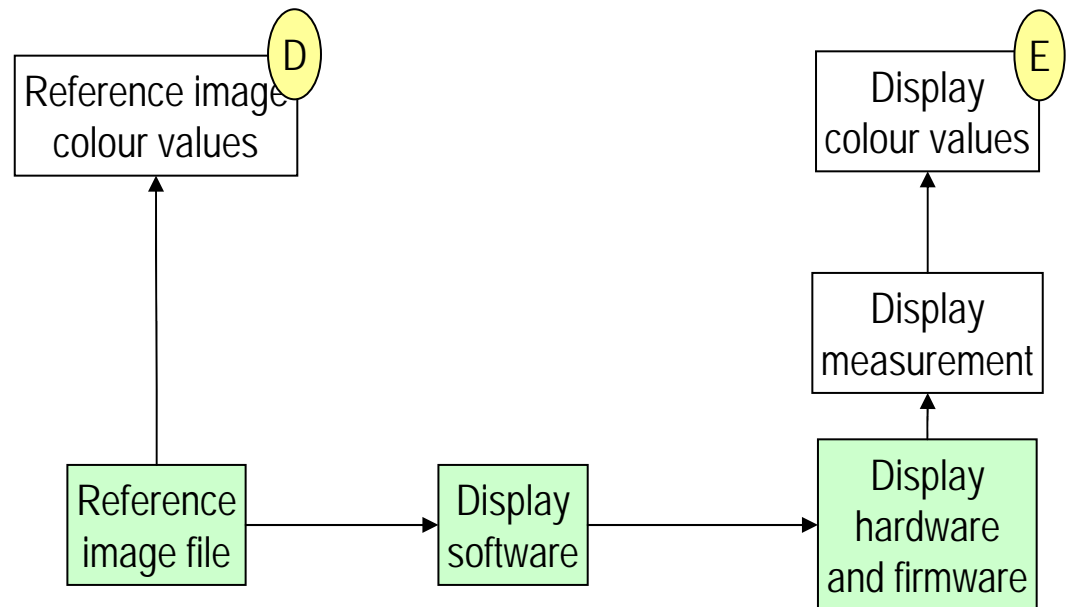 D
Reference image
colour values
E
Display
colour values
Display
measurement
Reference
image file
Display
software
Display
hardware
and firmware